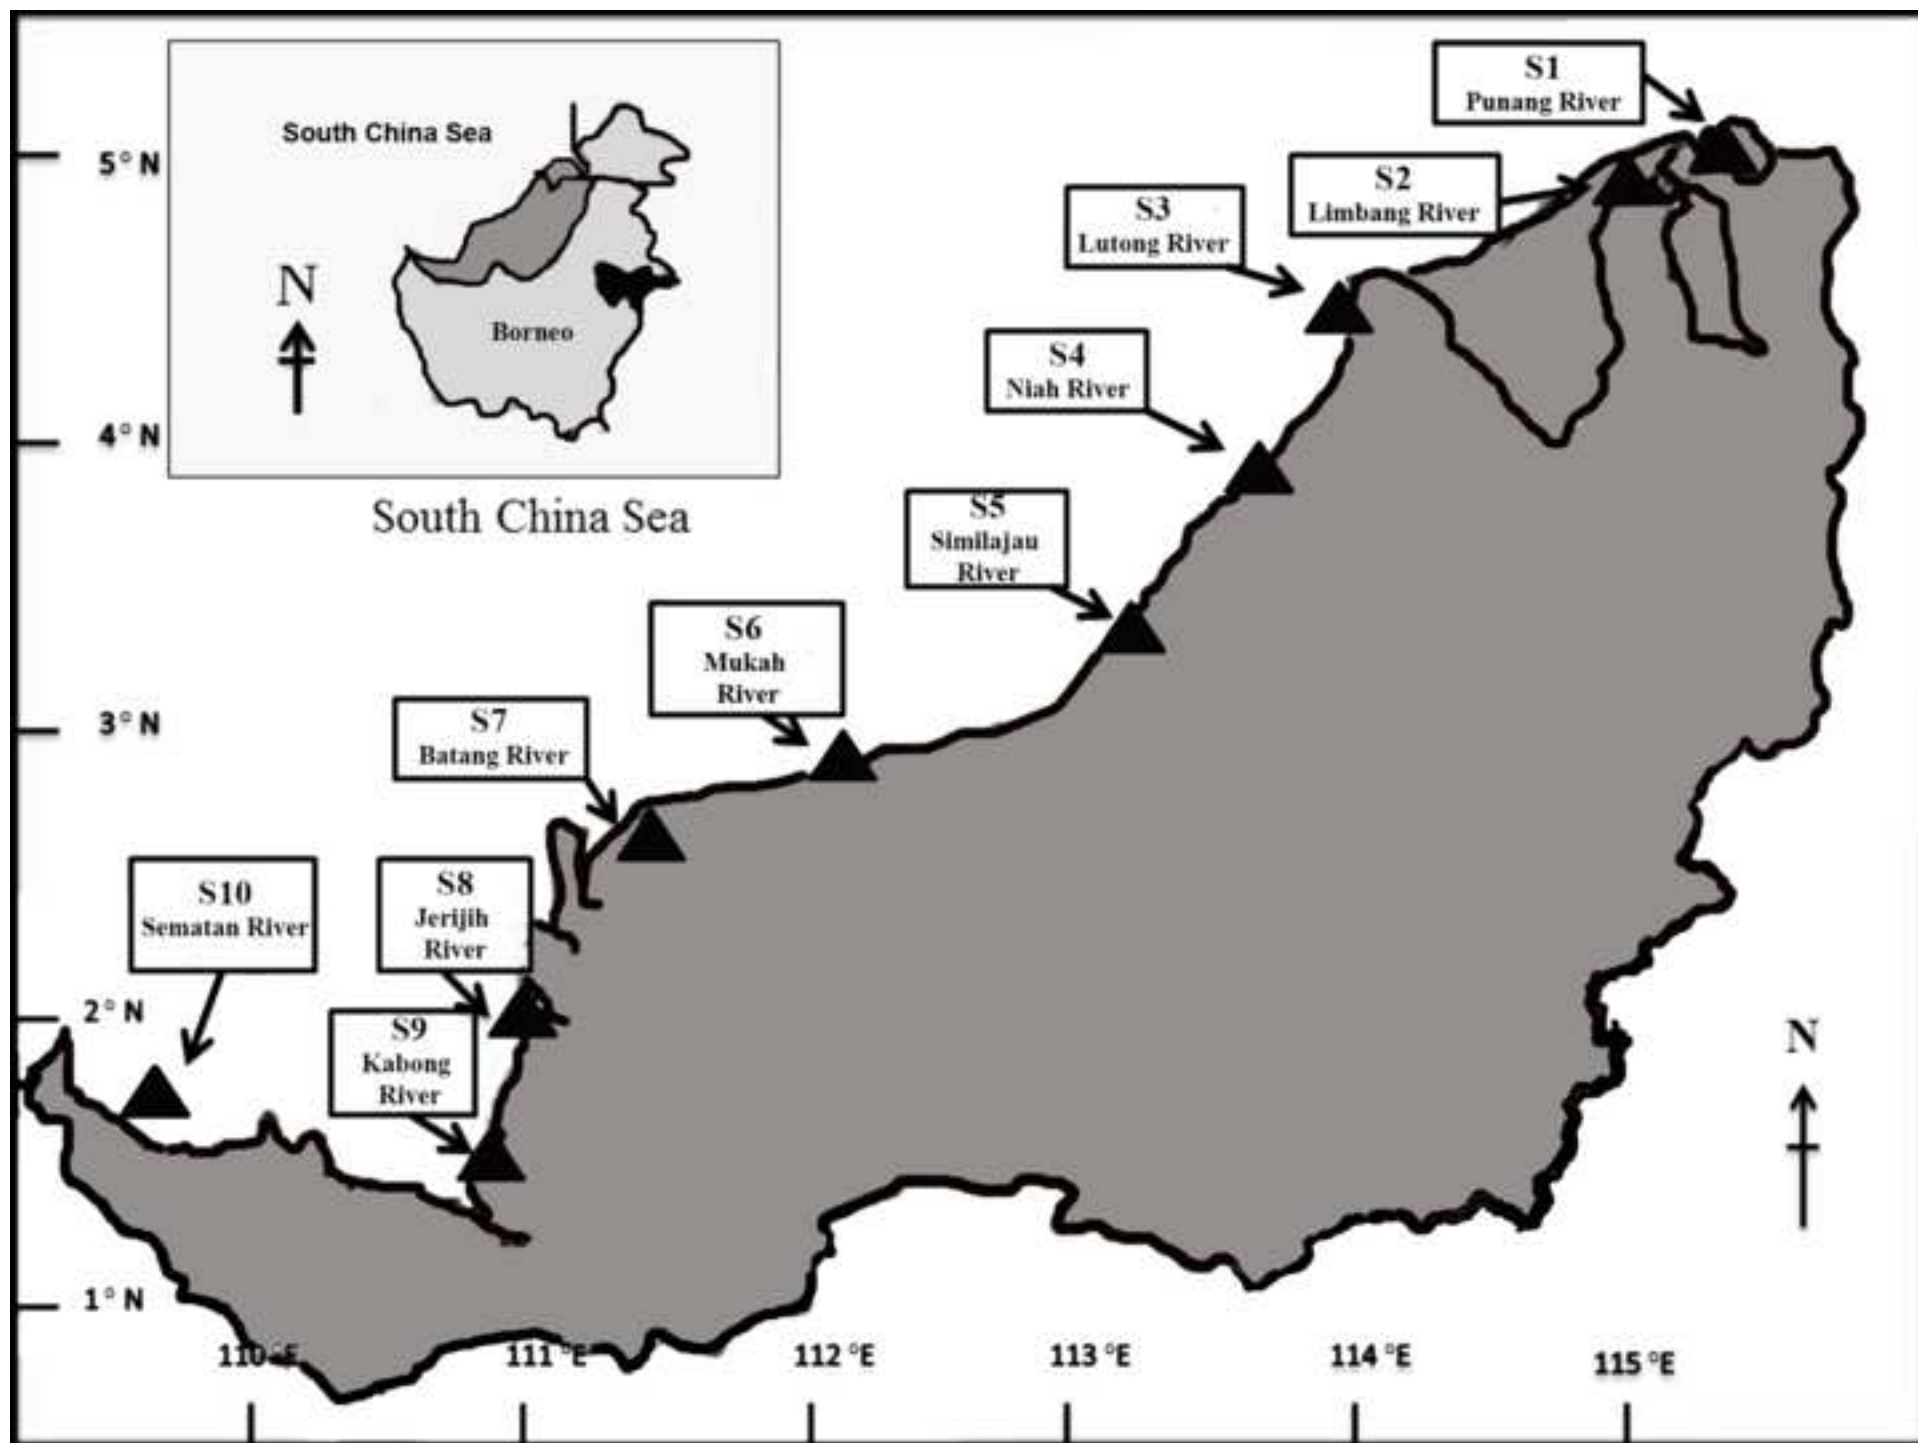 S1
Punang River
South China Sea
5°N
S2
Limbang River
S3
Lutong River
N
Borneo
S4
Niah River
4°N
South China Sea
S5
Similajau
River
S6
Mukah
River
S7
Batang River
3°N
S10
Sematan River
S8
Jerijih
River
2°N
S9
Kabong
River
N
1°N
110°E
111°E
112°E
113°E
114°E
115°E